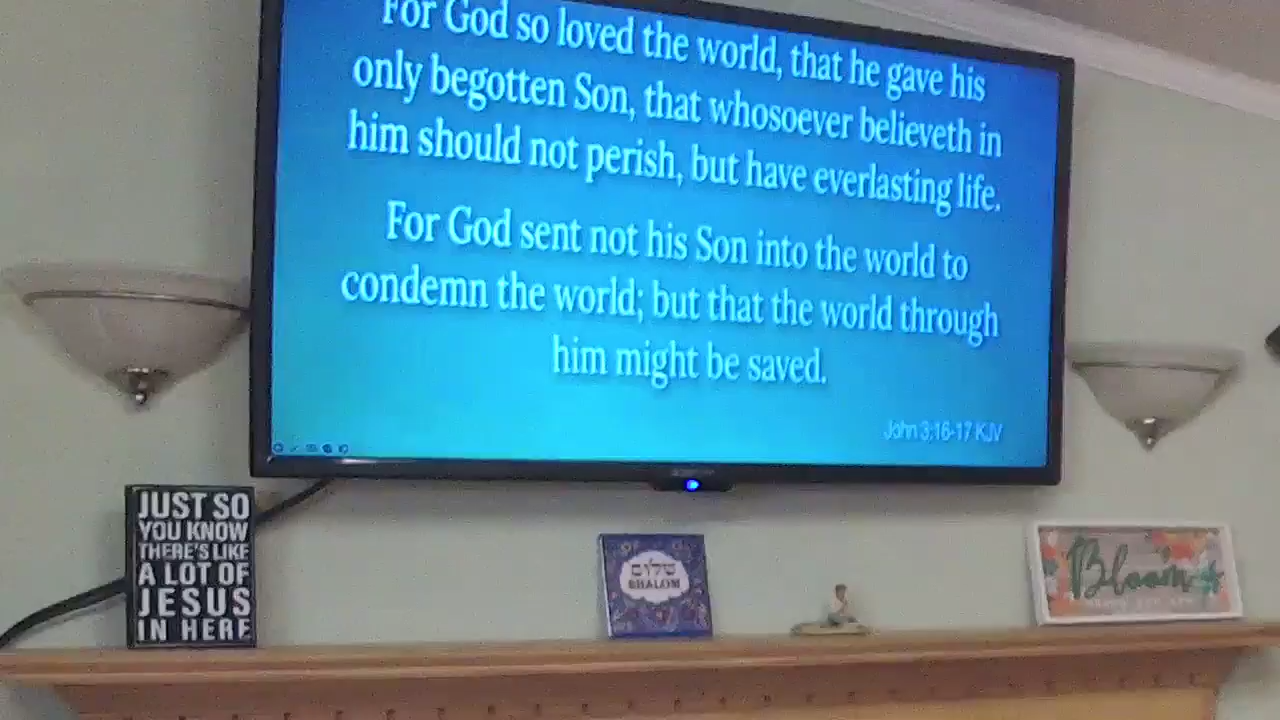 For God so loved the world, that he gave his
only begotten Son, that whosoever believeth in
him should not perish, but have everlasting life.
For God sent not his Son into the world to
condemn the world; but that the world through
him might be saved.
John 3:16-17 KJV
JUST SO
YOU KNOW
THERE'S LIKE
A LOT OF
JESUS
IN HERE
שלום
SHALOM
Bloom